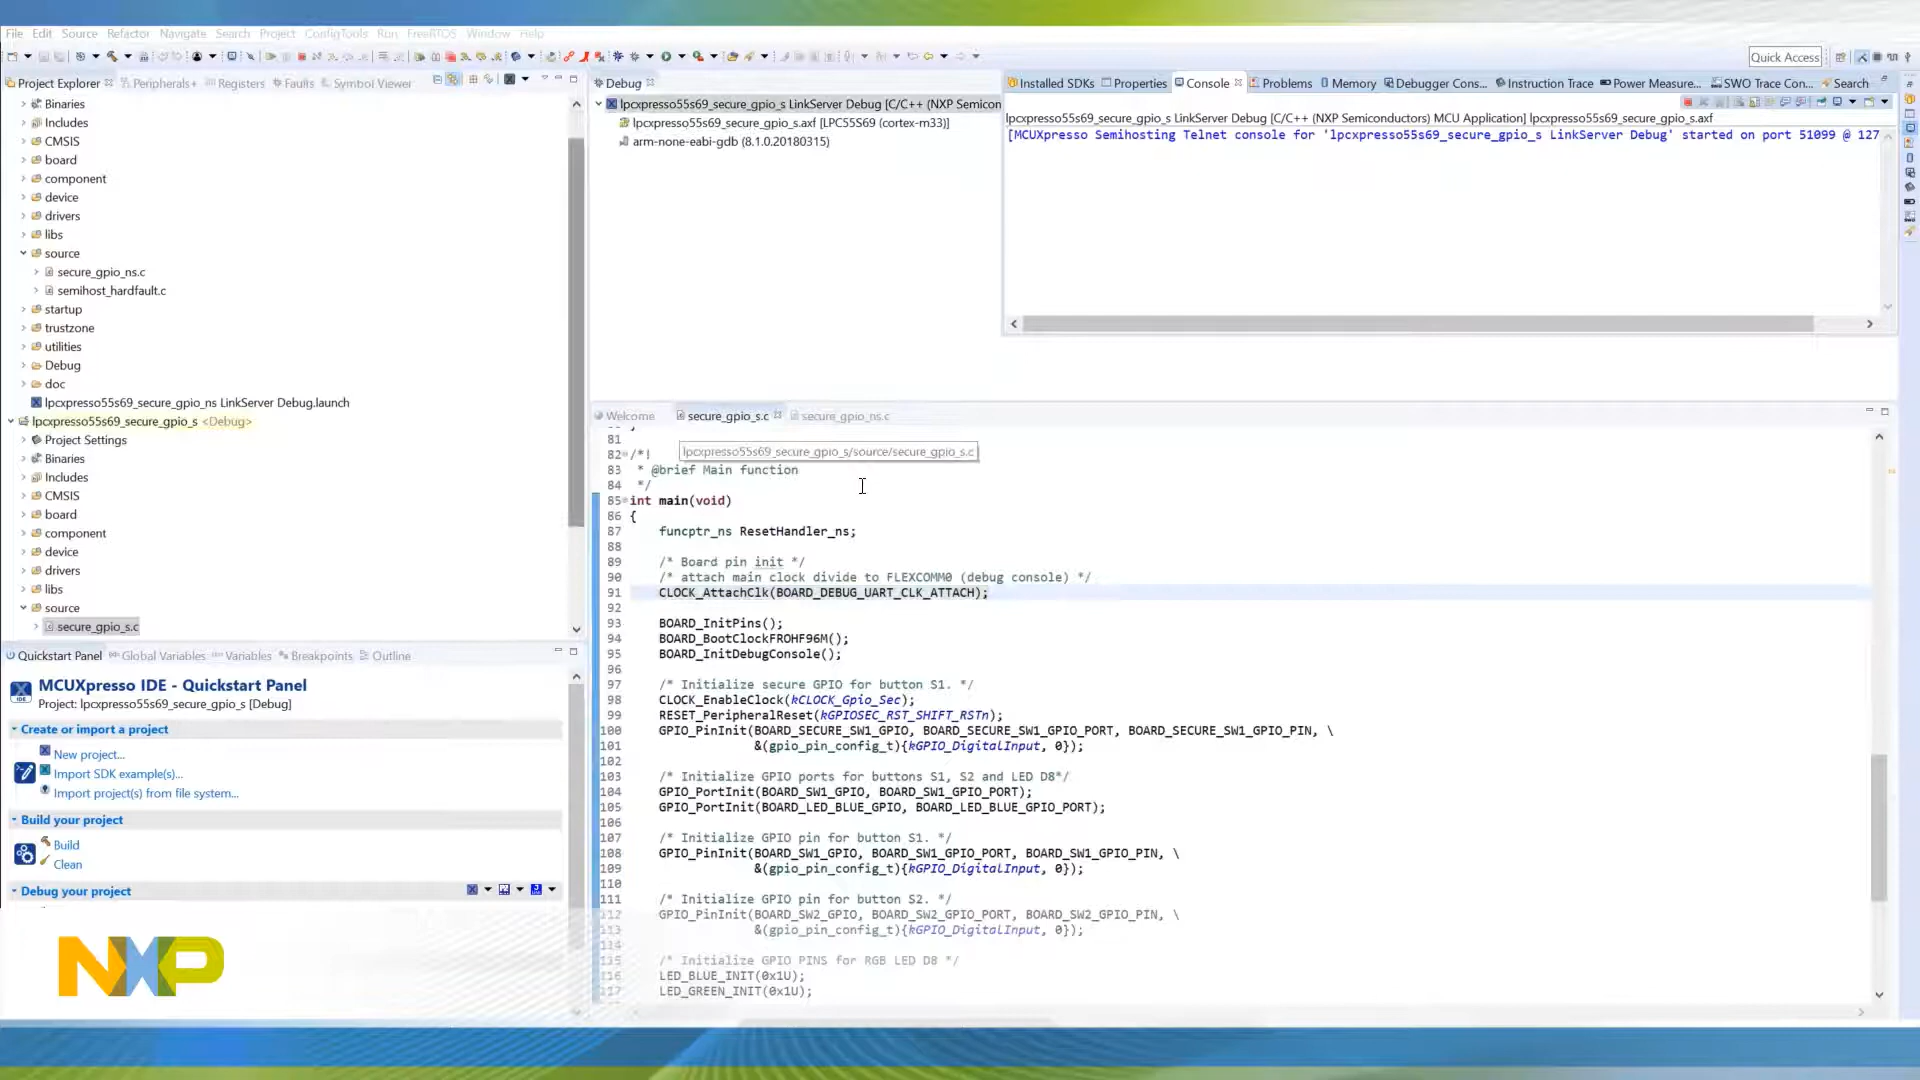 File Edit Source Refactor Navigate Search Project ConfigTools Run FreeRTOS Window Help
Quick Access
Project Explorer Peripherals+ Registers Faults Symbol Viewer
Binaries
Includes
CMSIS
board
component
device
drivers
libs
source
secure_gpio_ns.c
semihost_hardfault.c
startup
trustzone
utilities
Debug
doc
lpcxpresso55s69_secure_gpio_ns LinkServer Debug.launch
lpcxpresso55s69_secure_gpio_s <Debug>
Project Settings
Binaries
Includes
CMSIS
board
component
device
drivers
libs
source
secure_gpio_s.c
Debug
lpcxpresso55s69_secure_gpio_s LinkServer Debug [C/C++ (NXP Semicon
lpcxpresso55s69_secure_gpio_s.axf [LPC55S69 (cortex-m33)]
arm-none-eabi-gdb (8.1.0.20180315)
Installed SDKs Properties Console Problems Memory Debugger Cons... Instruction Trace Power Measure... SWO Trace Con... Search
lpcxpresso55s69_secure_gpio_s LinkServer Debug [C/C++ (NXP Semiconductors) MCU Application] lpcxpresso55s69_secure_gpio_s.axf
[MCUXpresso Semihosting Telnet console for 'lpcxpresso55s69_secure_gpio_s LinkServer Debug' started on port 51099 @ 127
Welcome secure_gpio_s.c secure_gpio_ns.c
lpcxpresso55s69_secure_gpio_s/source/secure_gpio_s.c
81
82 /*!
83 * @brief Main function
84 */
85 int main(void)
86 {
87 funcptr_ns ResetHandler_ns;
88
89 /* Board pin init */
90 /* attach main clock divide to FLEXCOMM0 (debug console) */
91 CLOCK_AttachClk(BOARD_DEBUG_UART_CLK_ATTACH);
92
93 BOARD_InitPins();
94 BOARD_BootClockFROHF96M();
95 BOARD_InitDebugConsole();
96
97 /* Initialize secure GPIO for button S1. */
98 CLOCK_EnableClock(kCLOCK_Gpio_Sec);
99 RESET_PeripheralReset(kGPIOSEC_RST_SHIFT_RSTn);
100 GPIO_PinInit(BOARD_SECURE_SW1_GPIO, BOARD_SECURE_SW1_GPIO_PORT, BOARD_SECURE_SW1_GPIO_PIN, \
101 &(gpio_pin_config_t){kGPIO_DigitalInput, 0});
102
103 /* Initialize GPIO ports for buttons S1, S2 and LED D8*/
104 GPIO_PortInit(BOARD_SW1_GPIO, BOARD_SW1_GPIO_PORT);
105 GPIO_PortInit(BOARD_LED_BLUE_GPIO, BOARD_LED_BLUE_GPIO_PORT);
106
107 /* Initialize GPIO pin for button S1. */
108 GPIO_PinInit(BOARD_SW1_GPIO, BOARD_SW1_GPIO_PORT, BOARD_SW1_GPIO_PIN, \
109 &(gpio_pin_config_t){kGPIO_DigitalInput, 0});
110
111 /* Initialize GPIO pin for button S2. */
112 GPIO_PinInit(BOARD_SW2_GPIO, BOARD_SW2_GPIO_PORT, BOARD_SW2_GPIO_PIN, \
113 &(gpio_pin_config_t){kGPIO_DigitalInput, 0});
114
115 /* Initialize GPIO PINS for RGB LED D8 */
116 LED_BLUE_INIT(0x1U);
117 LED_GREEN_INIT(0x1U);
Quickstart Panel Global Variables Variables Breakpoints Outline
MCUXpresso IDE - Quickstart Panel
Project: lpcxpresso55s69_secure_gpio_s [Debug]
Create or import a project
New project...
Import SDK example(s)...
Import project(s) from file system...
Build your project
Build
Clean
Debug your project
NXP